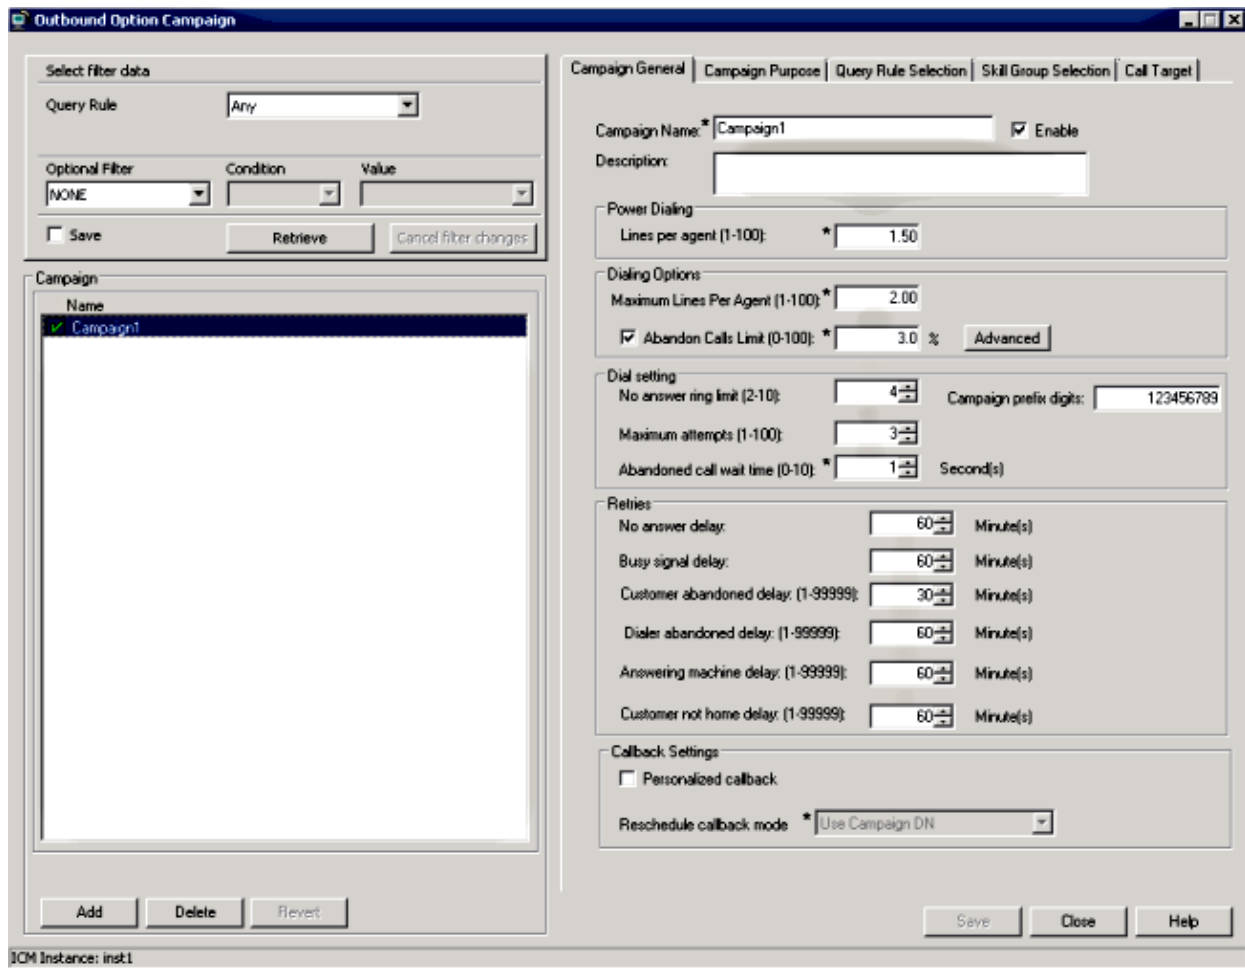 Outbound Option Campaign
Select filter data
Query Rule Any
Optional Filter Condition Value
NONE
Save Retrieve Cancel filter changes
Campaign
Name
Campaign1
Add Delete Revert
Campaign General Campaign Purpose Query Rule Selection Skill Group Selection Call Target
Campaign Name:* Campaign1 Enable
Description:
Power Dialing
Lines per agent (1-100): * 1.50
Dialing Options
Maximum Lines Per Agent (1-100): * 2.00
Abandon Calls Limit (0-100): * 3.0 % Advanced
Dial setting
No answer ring limit (2-10): 4 Campaign prefix digits: 123456789
Maximum attempts (1-100): 3
Abandoned call wait time (0-10): * 1 Second(s)
Retries
No answer delay: 60 Minute(s)
Busy signal delay: 60 Minute(s)
Customer abandoned delay: (1-99999): 30 Minute(s)
Dialer abandoned delay: (1-99999): 60 Minute(s)
Answering machine delay: (1-99999): 60 Minute(s)
Customer not home delay: (1-99999): 60 Minute(s)
Callback Settings
Personalized callback
Reschedule callback mode * Use Campaign DN
Save Close Help
ICM Instance: inst1